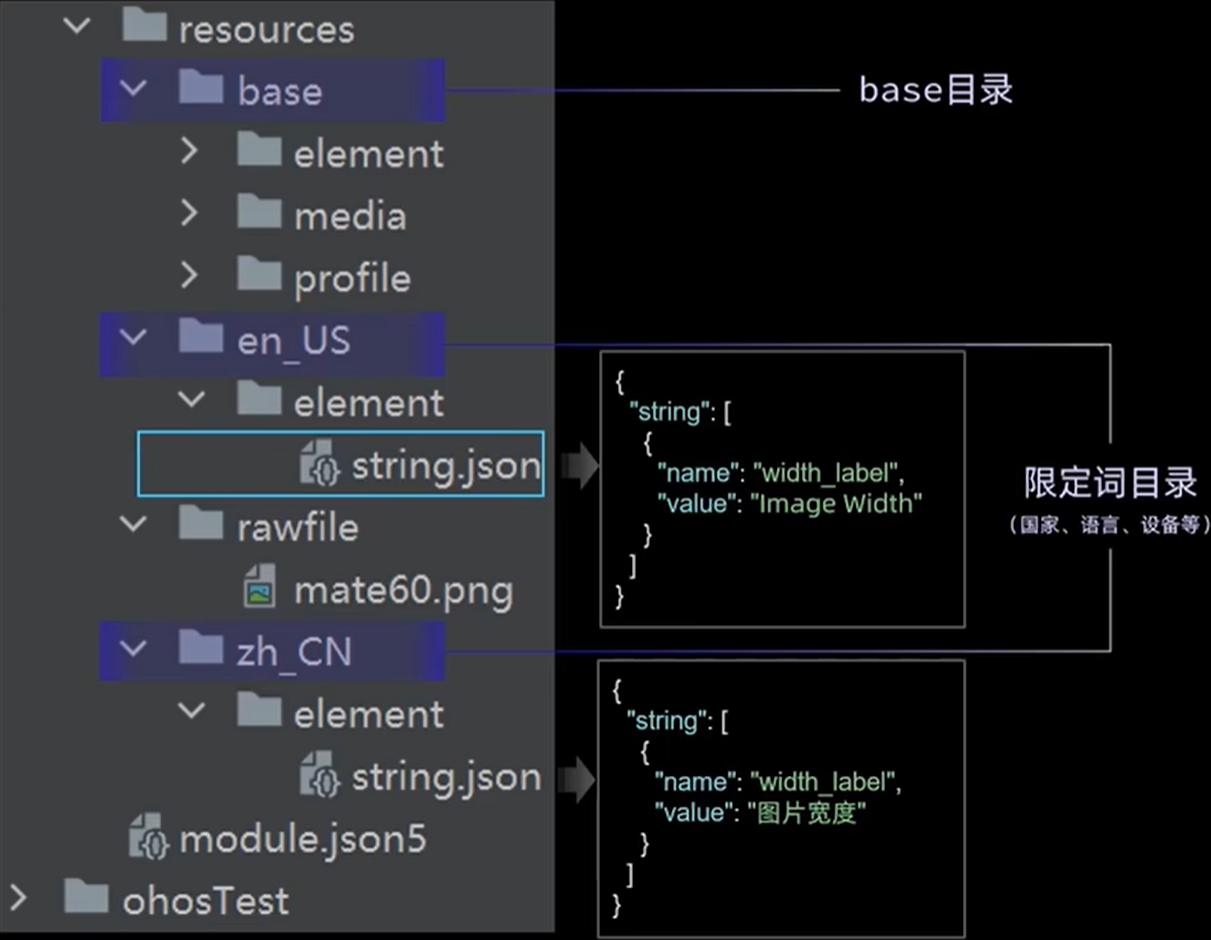 resources
base
base目录
element
media
profile
en_US
element
string.json
{
"string": [
{
"name": "width_label",
"value": "Image Width"
}
]
}
限定词目录
（国家、语言、设备等）
rawfile
mate60.png
zh_CN
element
string.json
{
"string": [
{
"name": "width_label",
"value": "图片宽度"
}
]
}
module.json5
ohosTest